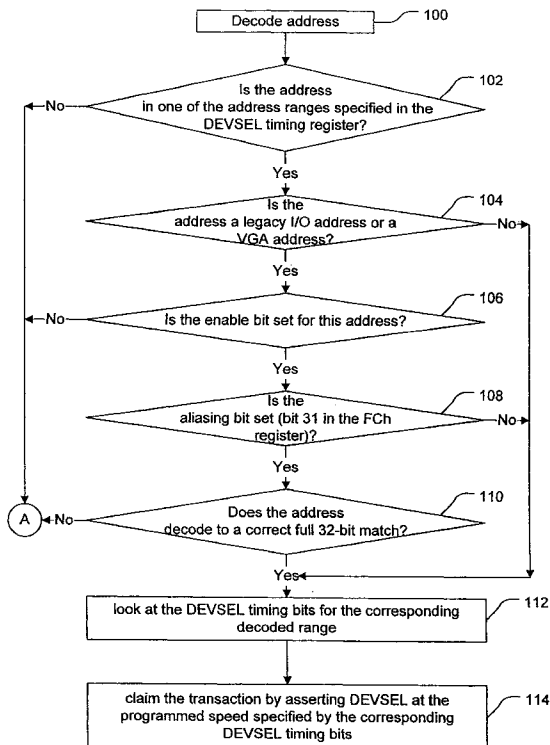 Decode address
100
Is the address
in one of the address ranges specified in the
DEVSEL timing register?
102
No
Yes
Is the
address a legacy I/O address or a
VGA address?
104
No
Yes
Is the enable bit set for this address?
106
No
Yes
Is the
aliasing bit set (bit 31 in the FCh
register)?
108
No
Yes
Does the address
decode to a correct full 32-bit match?
110
A
No
Yes
look at the DEVSEL timing bits for the corresponding
decoded range
112
claim the transaction by asserting DEVSEL at the
programmed speed specified by the corresponding
DEVSEL timing bits
114